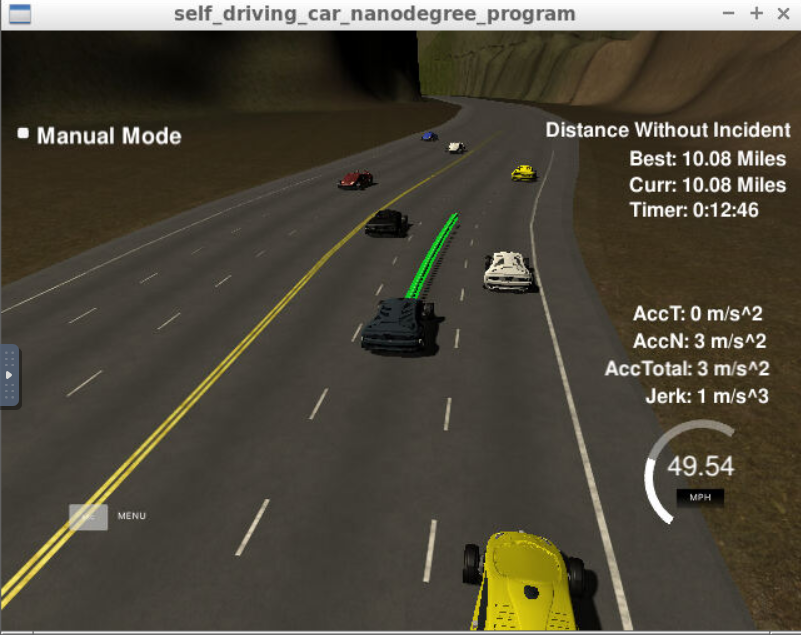 self_driving_car_nanodegree_program
Manual Mode
Distance Without Incident
Best: 10.08 Miles
Curr: 10.08 Miles
Timer: 0:12:46
AccT: 0 m/s^2
AccN: 3 m/s^2
AccTotal: 3 m/s^2
Jerk: 1 m/s^3
49.54
MPH
MENU